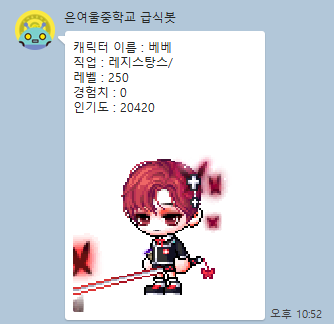 은여울중학교 급식봇
캐릭터 이름 : 베베
직업 : 레지스탕스/
레벨 : 250
경험치 : 0
인기도 : 20420
오후 10:52